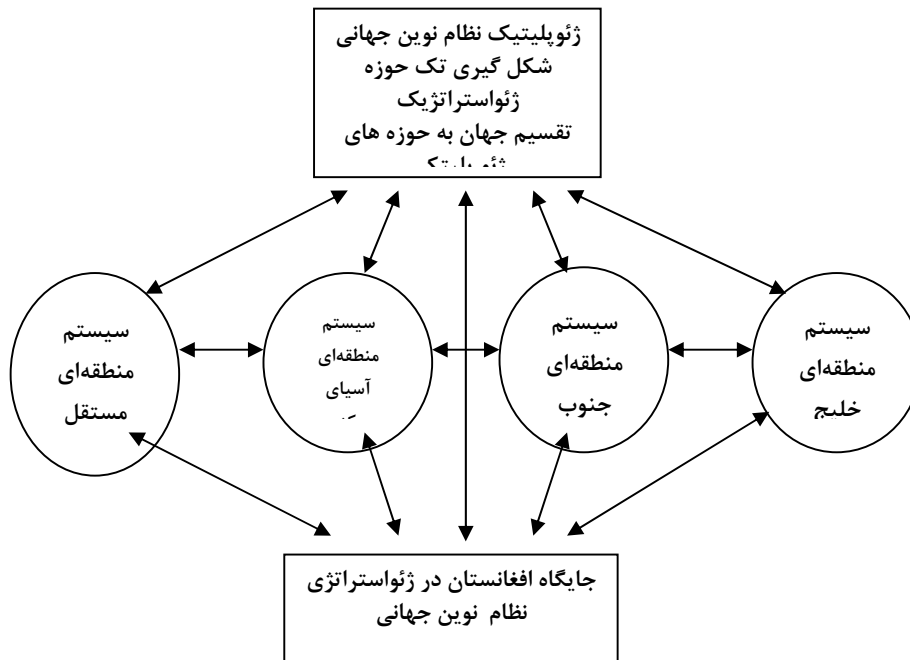 ژئوپلیتیک نظام نوین جهانی
شکل گیری تک حوزه
ژئواستراتژیک
تقسیم جهان به حوزه های
سیستم
منطقه‌ای
خلیج
سیستم
منطقه‌ای
جنوب
سیستم
منطقه‌ای
آسیای
سیستم
منطقه‌ای
مستقل
جایگاه افغانستان در ژئواستراتژی
نظام نوین جهانی